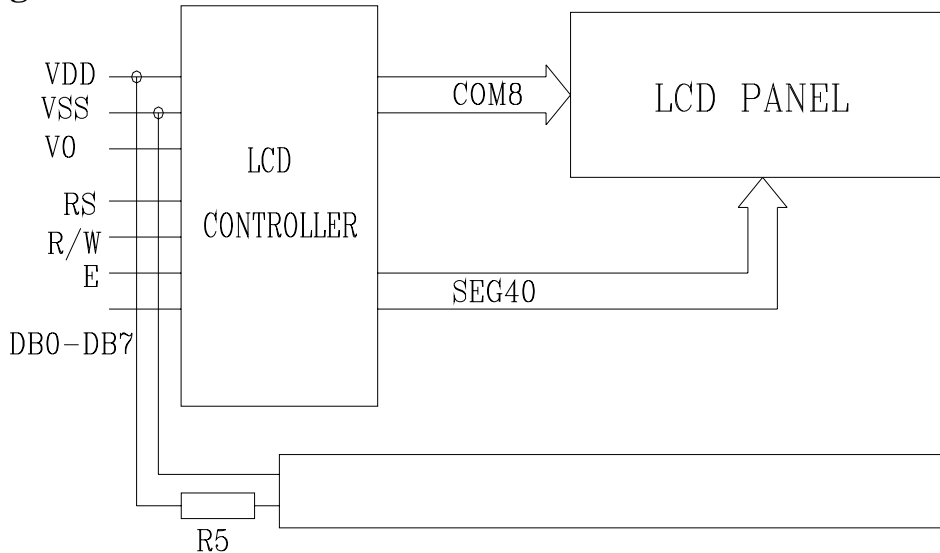 VDD
VSS
V0
RS
R/W
E
DB0-DB7
LCD
CONTROLLER
COM8
SEG40
LCD PANEL
R5